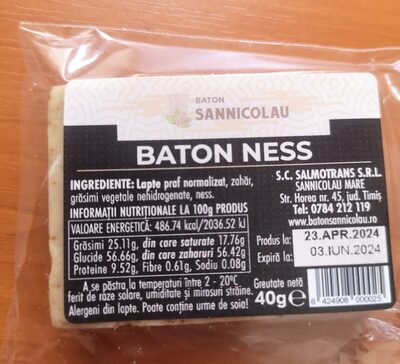 BATON
SANNICOLAU
BATON NESS
INGREDIENTE: Lapte praf normalizat, zahăr,
grăsimi vegetale nehidrogenate, ness.
INFORMAȚII NUTRIȚIONALE LA 100g PRODUS
VALOARE ENERGETICĂ: 486.74 kcal/2036.52 kl
Grăsimi 25.11g, din care saturate 17.76g
Glucide 56.66g, din care zaharuri 56.42g
Proteine 9.52g, Fibre 0.61g, Sodiu 0.08g
A se păstra la temperaturi între 2 - 20°C
ferit de raze solare, umiditate și mirosuri străine.
Alergeni din lapte. Poate conține urme de soia!
S.C. SALMOTRANS S.R.L.
SANNICOLAU MARE
Str. Horea nr. 45, jud. Timiș
Tel: 0784 212 119
www.batonsannicolau.ro
Produs la: 23.APR.2024
Expiră la: 03.IUN.2024
Greutate netă
40g e
6 424908 000025